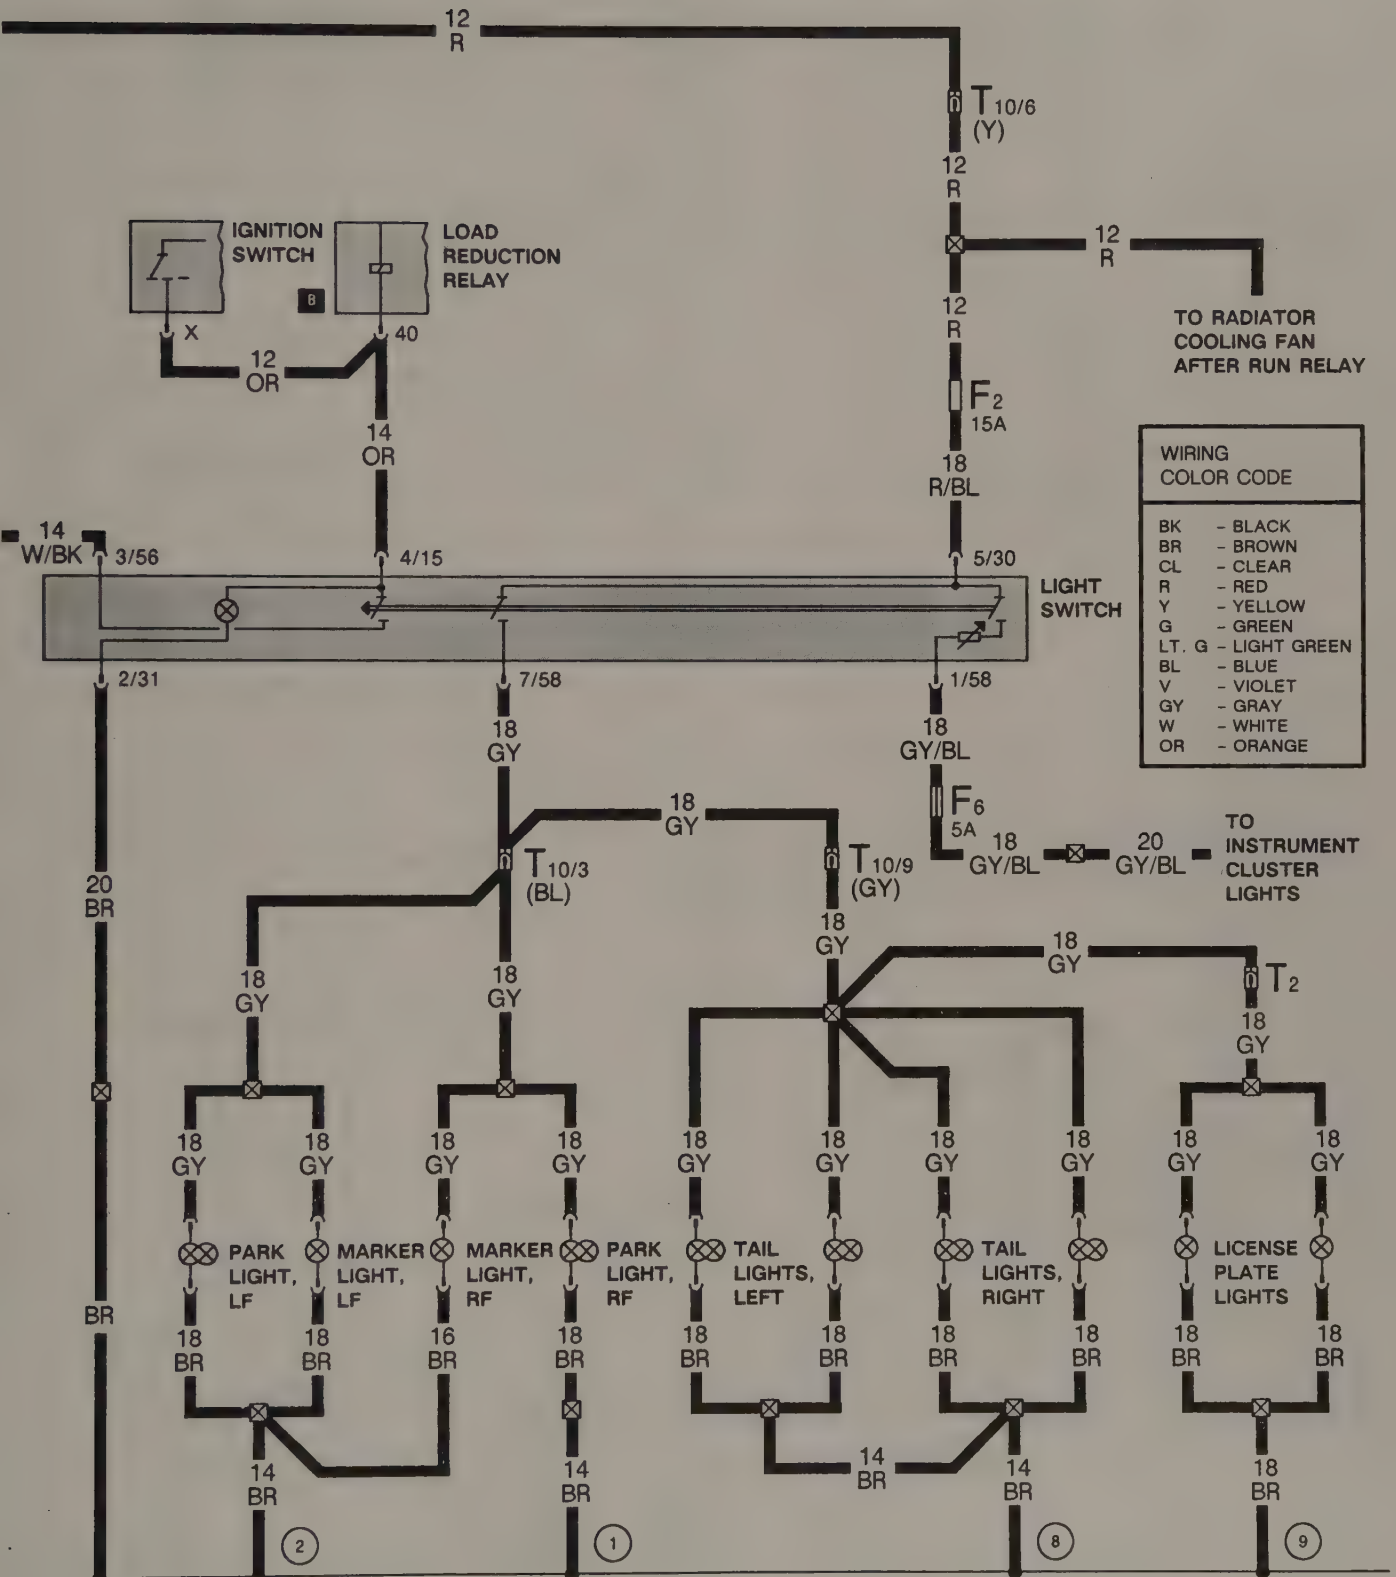 12
R
T10/6
(Y)
12
R
12
R
TO RADIATOR
COOLING FAN
AFTER RUN RELAY
IGNITION
SWITCH
B
LOAD
REDUCTION
RELAY
X
40
12
OR
14
OR
12
R
F2
15A
18
R/BL
WIRING
COLOR CODE
BK - BLACK
BR - BROWN
CL - CLEAR
R - RED
Y - YELLOW
G - GREEN
LT. G - LIGHT GREEN
BL - BLUE
V - VIOLET
GY - GRAY
W - WHITE
OR - ORANGE
14
W/BK
3/56
4/15
5/30
LIGHT
SWITCH
2/31
7/58
1/58
18
GY
18
GY/BL
F6
5A
18
GY/BL
20
GY/BL
TO
INSTRUMENT
CLUSTER
LIGHTS
18
GY
T10/3
(BL)
T10/9
(GY)
20
BR
18
GY
18
GY
T2
18
GY
18
GY
18
GY
18
GY
18
GY
18
GY
18
GY
18
GY
18
GY
18
GY
18
GY
18
GY
18
GY
PARK
LIGHT,
LF
MARKER
LIGHT,
LF
MARKER
LIGHT,
RF
PARK
LIGHT,
RF
TAIL
LIGHTS,
LEFT
TAIL
LIGHTS,
RIGHT
LICENSE
PLATE
LIGHTS
BR
18
BR
18
BR
16
BR
18
BR
18
BR
18
BR
18
BR
18
BR
18
BR
18
BR
14
BR
14
BR
14
BR
14
BR
18
BR
2
1
8
9